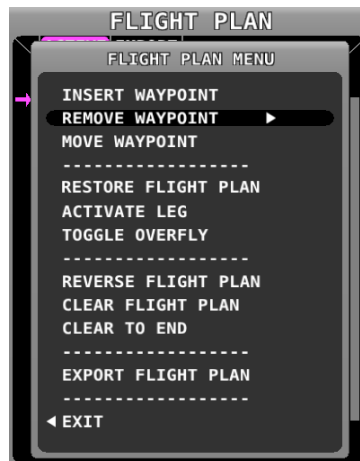 FLIGHT PLAN
FLIGHT PLAN MENU
INSERT WAYPOINT
REMOVE WAYPOINT ▶
MOVE WAYPOINT
-------------------
RESTORE FLIGHT PLAN
ACTIVATE LEG
TOGGLE OVERFLY
-------------------
REVERSE FLIGHT PLAN
CLEAR FLIGHT PLAN
CLEAR TO END
-------------------
EXPORT FLIGHT PLAN
-------------------
◀ EXIT